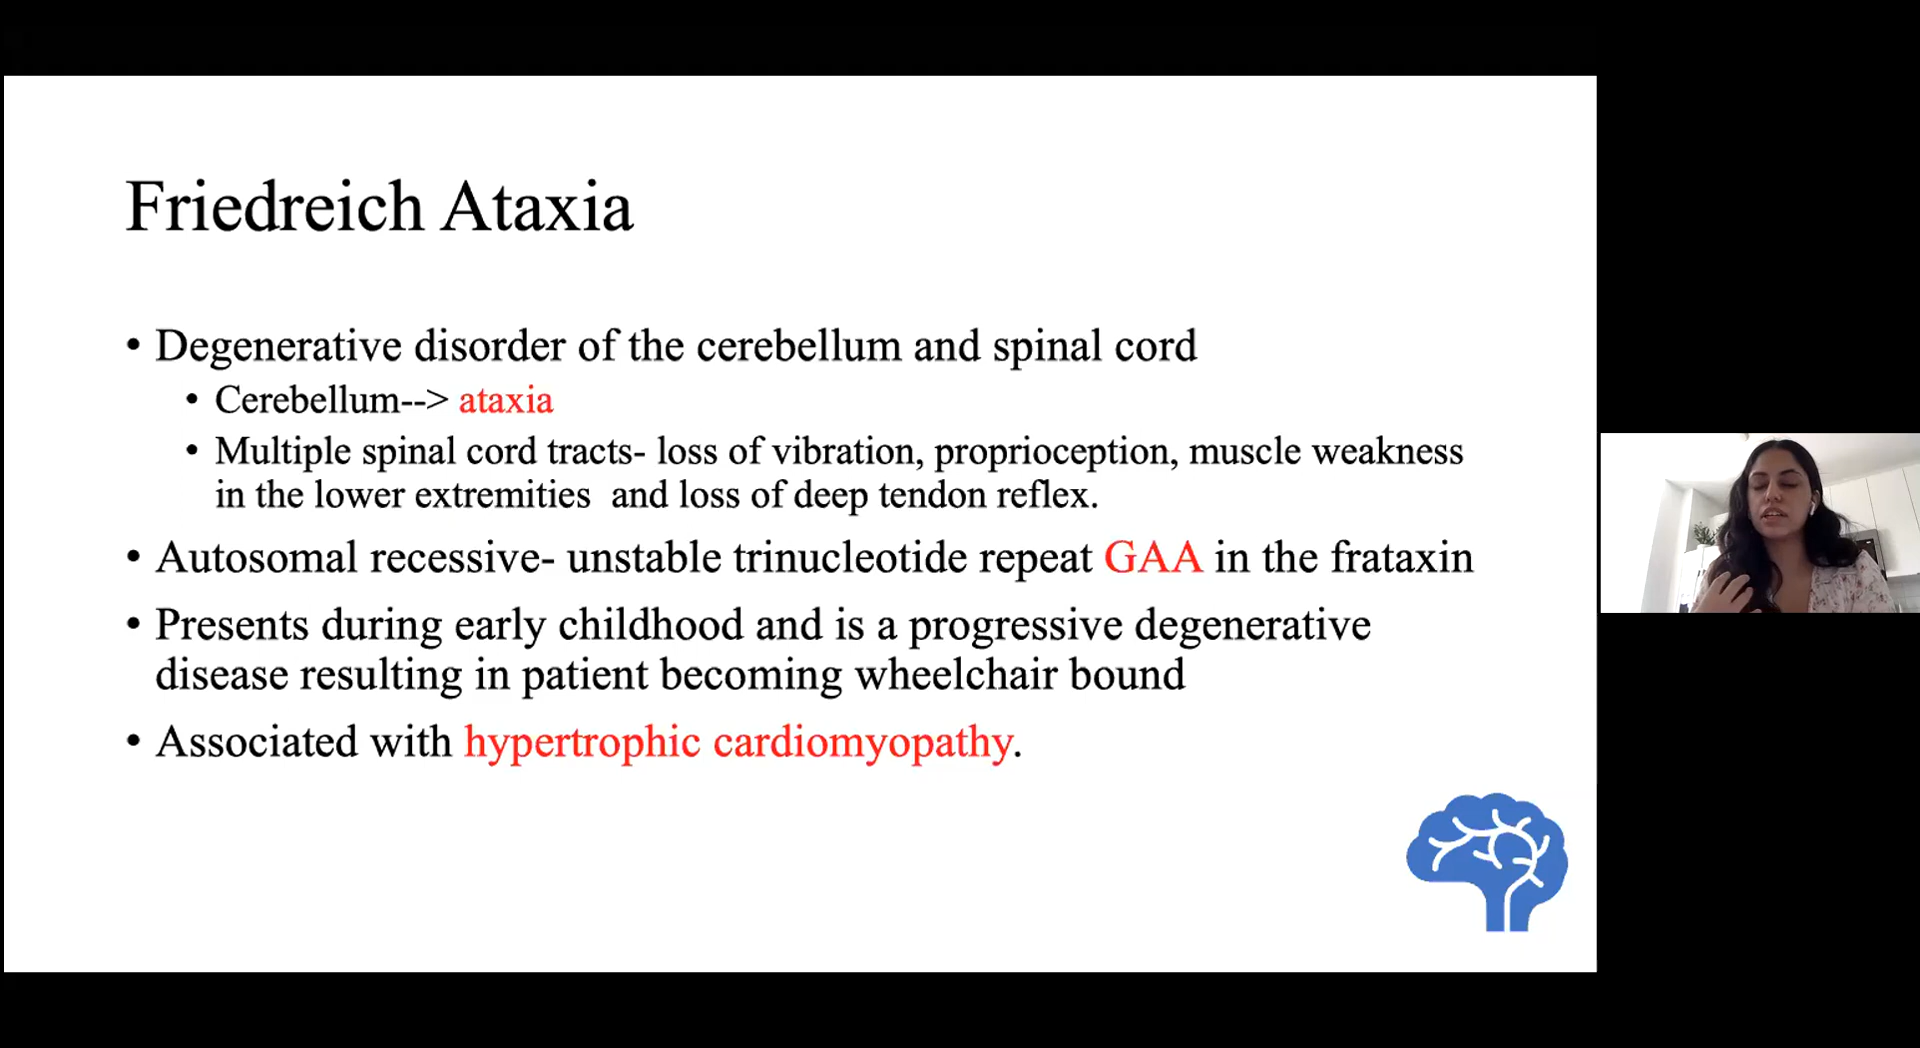 Friedreich Ataxia
• Degenerative disorder of the cerebellum and spinal cord
• Cerebellum--> ataxia
• Multiple spinal cord tracts- loss of vibration, proprioception, muscle weakness
in the lower extremities  and loss of deep tendon reflex.
• Autosomal recessive- unstable trinucleotide repeat GAA in the frataxin
• Presents during early childhood and is a progressive degenerative
disease resulting in patient becoming wheelchair bound
• Associated with hypertrophic cardiomyopathy.